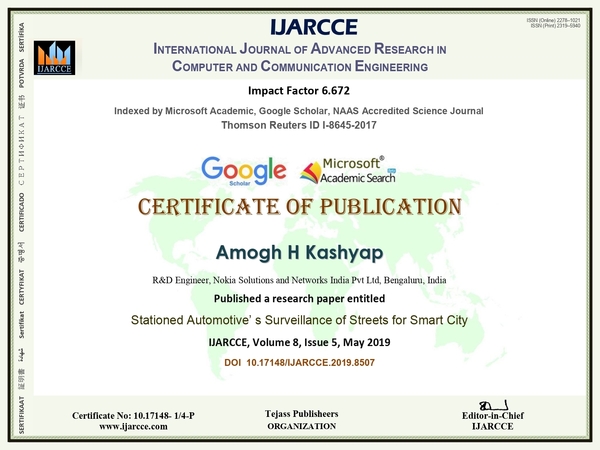 IJARCCE
ISSN (Online) 2278-1021
ISSN (Print) 2319-5940
INTERNATIONAL JOURNAL OF ADVANCED RESEARCH IN
COMPUTER AND COMMUNICATION ENGINEERING
IJARCCE
Impact Factor 6.672
Indexed by Microsoft Academic, Google Scholar, NAAS Accredited Science Journal
Thomson Reuters ID I-8645-2017
Google
Scholar
Microsoft®
Academic Search
CERTIFICATE OF PUBLICATION
Amogh H Kashyap
R&D Engineer, Nokia Solutions and Networks India Pvt Ltd, Bengaluru, India
Published a research paper entitled
Stationed Automotive' s Surveillance of Streets for Smart City
IJARCCE, Volume 8, Issue 5, May 2019
DOI 10.17148/IJARCCE.2019.8507
Certificate No: 10.17148- 1/4-P
www.ijarcce.com
Tejass Publisheers
ORGANIZATION
Editor-in-Chief
IJARCCE
SERTIFIKAAT 証明書 Sertifikat CERTIFYKAT 증명서 CERTIFICADO СЕРТИФИКАТ 证书 POTVRDA SERTİFİKA